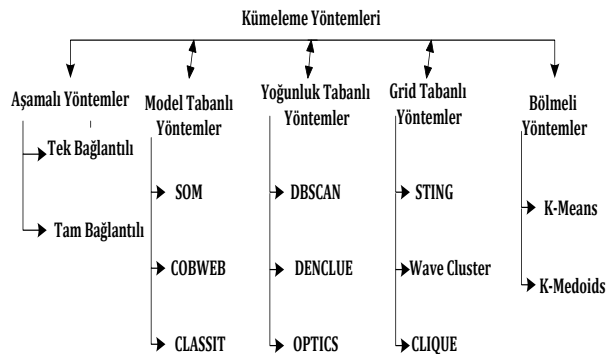 Kümeleme Yöntemleri
Aşamalı Yöntemler
Tek Bağlantılı
Tam Bağlantılı
Model Tabanlı
Yöntemler
SOM
COBWEB
CLASSIT
Yoğunluk Tabanlı
Yöntemler
DBSCAN
DENCLUE
OPTICS
Grid Tabanlı
Yöntemler
STING
Wave Cluster
CLIQUE
Bölmeli
Yöntemler
K-Means
K-Medoids